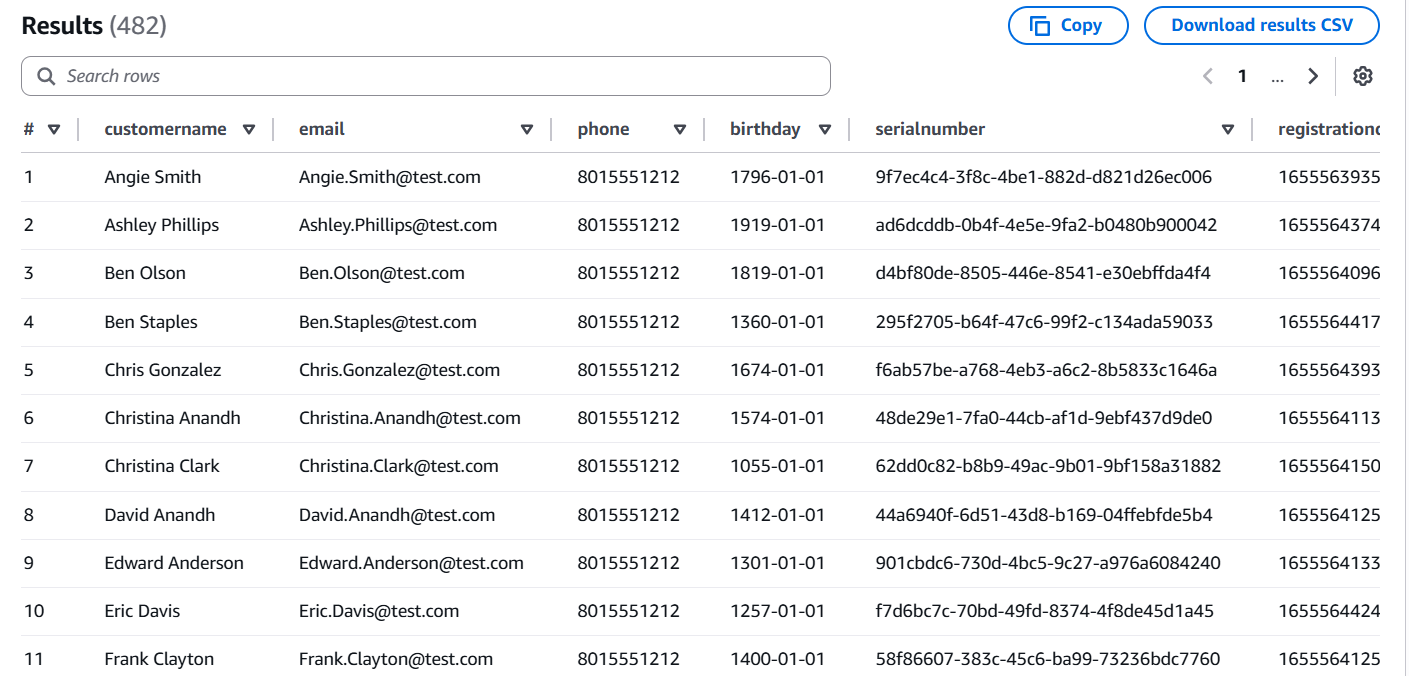 Results (482) Copy Download results CSV
Search rows 1 ...
# customername email phone birthday serialnumber registrationd
1 Angie Smith Angie.Smith@test.com 8015551212 1796-01-01 9f7ec4c4-3f8c-4be1-882d-d821d26ec006 1655563935
2 Ashley Phillips Ashley.Phillips@test.com 8015551212 1919-01-01 ad6dcddb-0b4f-4e5e-9fa2-b0480b900042 1655564374
3 Ben Olson Ben.Olson@test.com 8015551212 1819-01-01 d4bf80de-8505-446e-8541-e30ebffda4f4 1655564096
4 Ben Staples Ben.Staples@test.com 8015551212 1360-01-01 295f2705-b64f-47c6-99f2-c134ada59033 1655564417
5 Chris Gonzalez Chris.Gonzalez@test.com 8015551212 1674-01-01 f6ab57be-a768-4eb3-a6c2-8b5833c1646a 1655564393
6 Christina Anandh Christina.Anandh@test.com 8015551212 1574-01-01 48de29e1-7fa0-44cb-af1d-9ebf437d9de0 1655564113
7 Christina Clark Christina.Clark@test.com 8015551212 1055-01-01 62dd0c82-b8b9-49ac-9b01-9bf158a31882 1655564150
8 David Anandh David.Anandh@test.com 8015551212 1412-01-01 44a6940f-6d51-43d8-b169-04ffebfde5b4 1655564125
9 Edward Anderson Edward.Anderson@test.com 8015551212 1301-01-01 901cbdc6-730d-4bc5-9c27-a976a6084240 1655564133
10 Eric Davis Eric.Davis@test.com 8015551212 1257-01-01 f7d6bc7c-70bd-49fd-8374-4f8de45d1a45 1655564424
11 Frank Clayton Frank.Clayton@test.com 8015551212 1400-01-01 58f86607-383c-45c6-ba99-73236bdc7760 1655564125